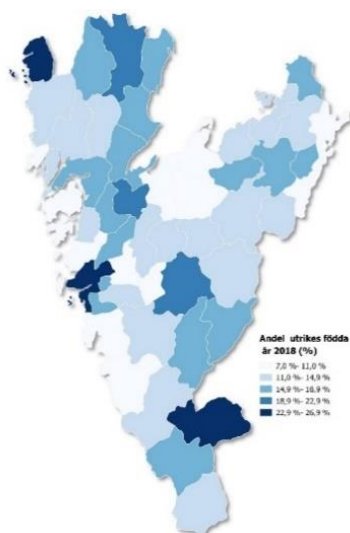 Andel utrikes födda
år 2018 (%)
7,0 %- 11,0 %
11,0 %- 14,9 %
14,9 %- 18,9 %
18,9 %- 22,9 %
22,9 %- 26,9 %